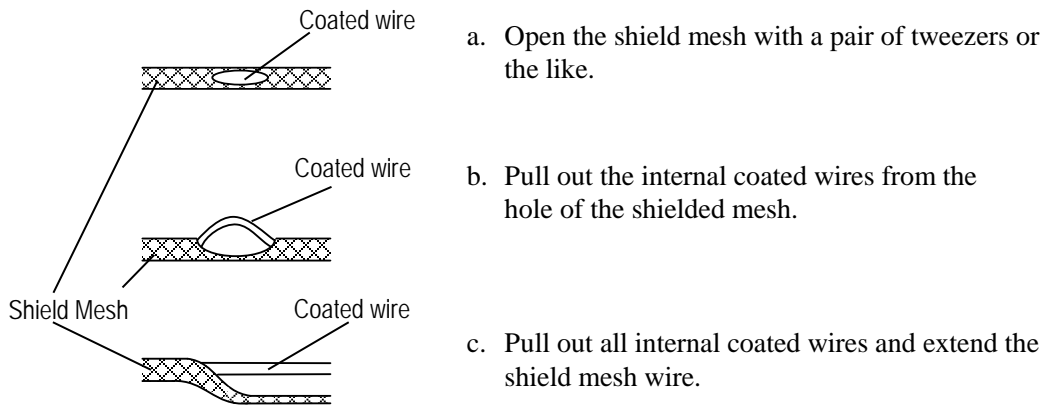 Coated wire
a. Open the shield mesh with a pair of tweezers or
the like.
Coated wire
b. Pull out the internal coated wires from the
hole of the shielded mesh.
Shield Mesh
Coated wire
c. Pull out all internal coated wires and extend the
shield mesh wire.